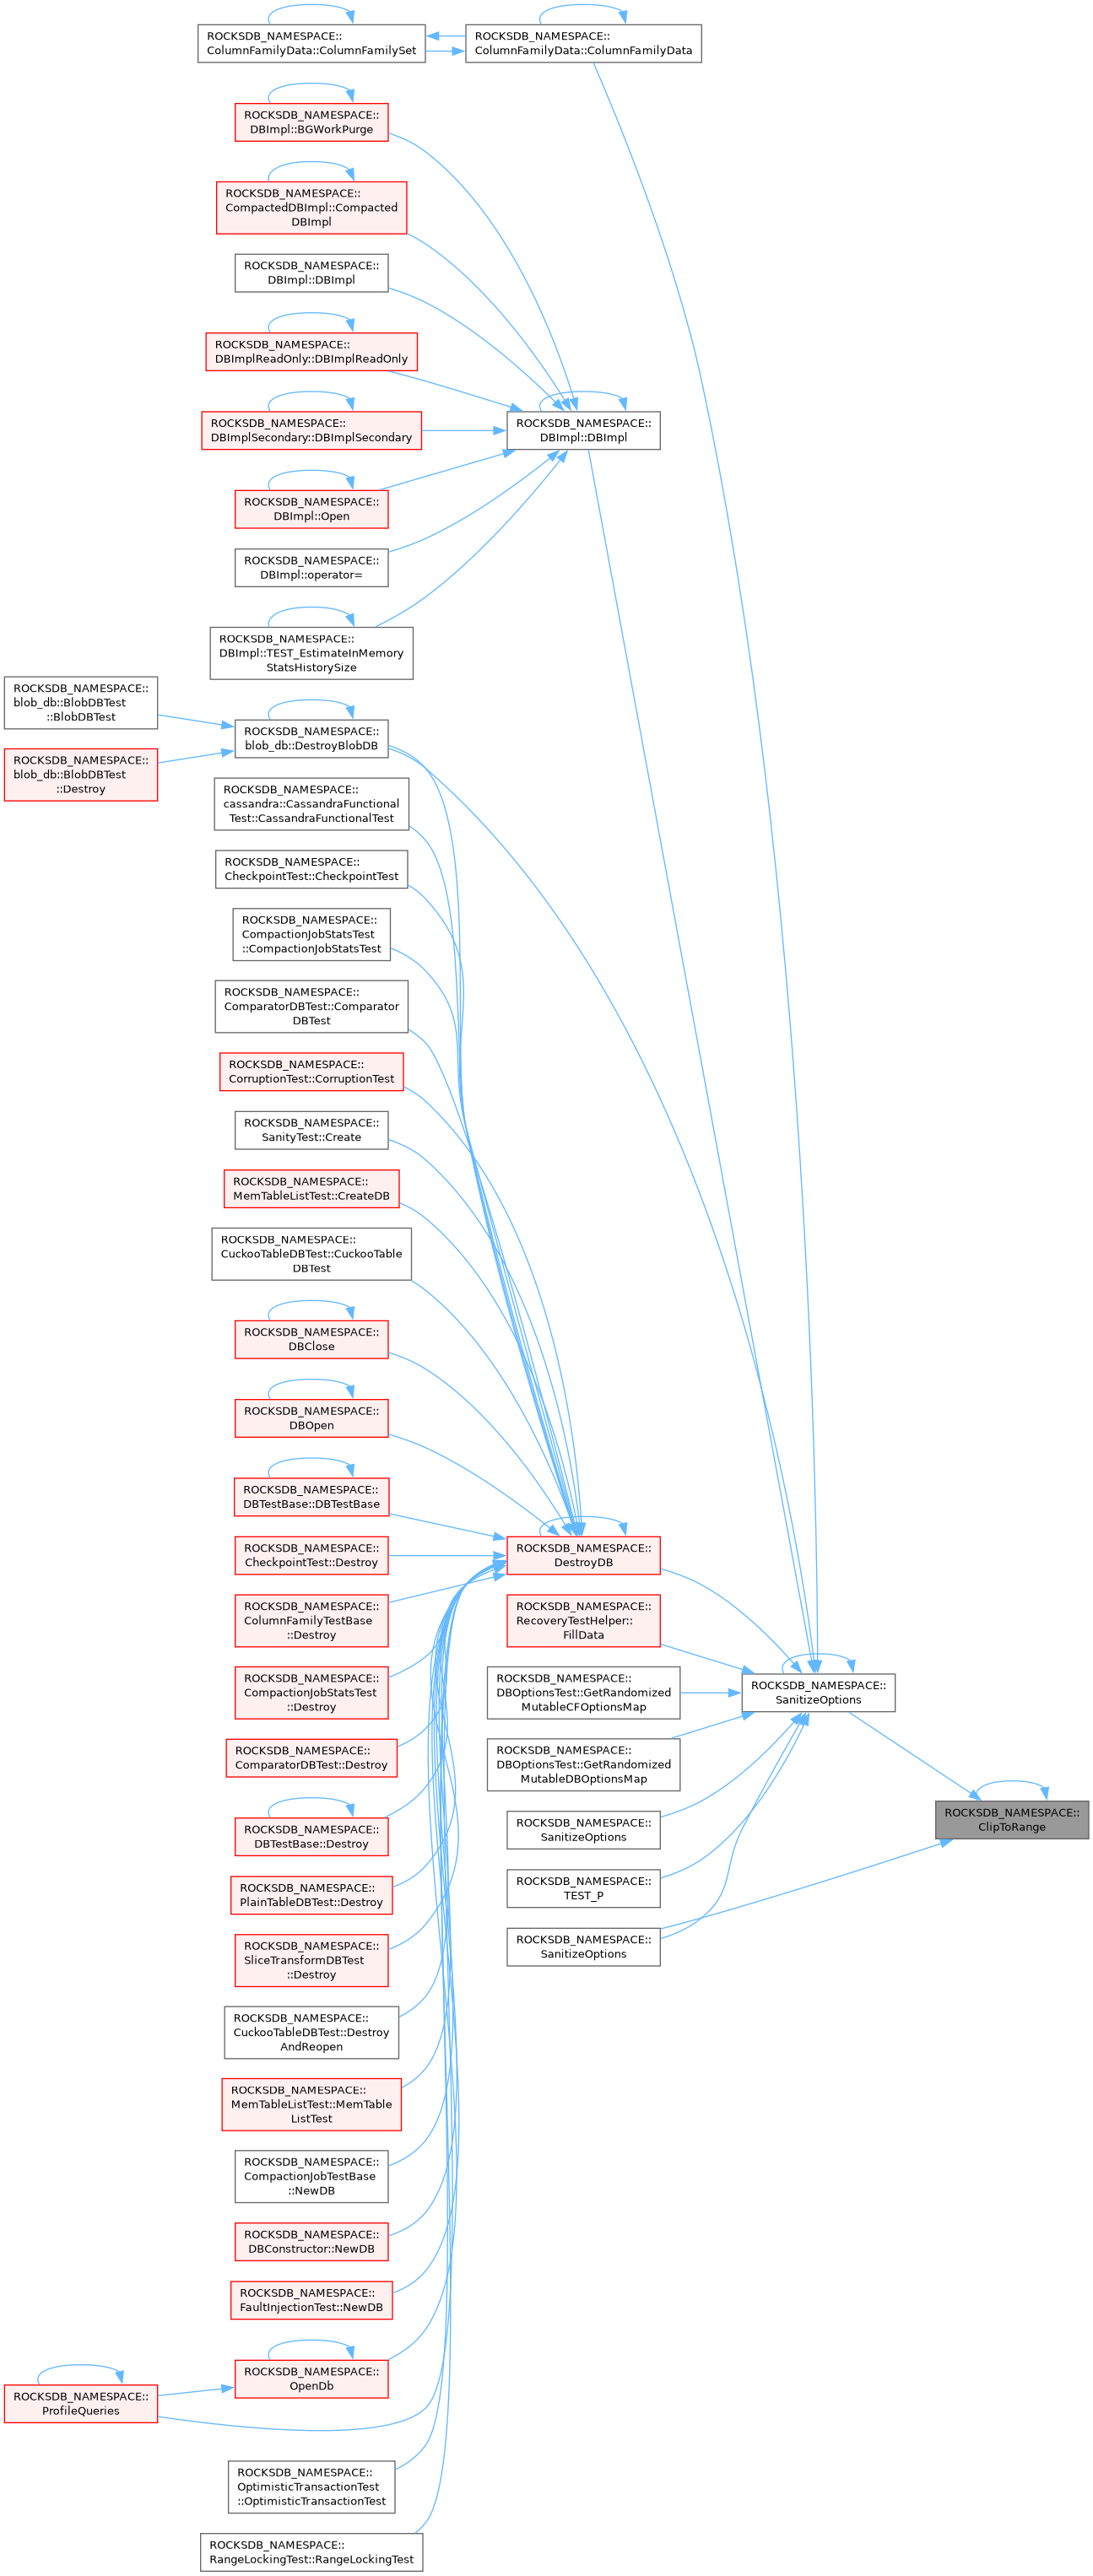 ROCKSDB_NAMESPACE::
ColumnFamilyData::ColumnFamilySet
ROCKSDB_NAMESPACE::
ColumnFamilyData::ColumnFamilyData
ROCKSDB_NAMESPACE::
DBImpl::BGWorkPurge
ROCKSDB_NAMESPACE::
CompactedDBImpl::Compacted
DBImpl
ROCKSDB_NAMESPACE::
DBImpl::DBImpl
ROCKSDB_NAMESPACE::
DBImplReadOnly::DBImplReadOnly
ROCKSDB_NAMESPACE::
DBImplSecondary::DBImplSecondary
ROCKSDB_NAMESPACE::
DBImpl::DBImpl
ROCKSDB_NAMESPACE::
DBImpl::Open
ROCKSDB_NAMESPACE::
DBImpl::operator=
ROCKSDB_NAMESPACE::
DBImpl::TEST_EstimateInMemory
StatsHistorySize
ROCKSDB_NAMESPACE::
blob_db::BlobDBTest
::BlobDBTest
ROCKSDB_NAMESPACE::
blob_db::DestroyBlobDB
ROCKSDB_NAMESPACE::
blob_db::BlobDBTest
::Destroy
ROCKSDB_NAMESPACE::
cassandra::CassandraFunctional
Test::CassandraFunctionalTest
ROCKSDB_NAMESPACE::
CheckpointTest::CheckpointTest
ROCKSDB_NAMESPACE::
CompactionJobStatsTest
::CompactionJobStatsTest
ROCKSDB_NAMESPACE::
ComparatorDBTest::Comparator
DBTest
ROCKSDB_NAMESPACE::
CorruptionTest::CorruptionTest
ROCKSDB_NAMESPACE::
SanityTest::Create
ROCKSDB_NAMESPACE::
MemTableListTest::CreateDB
ROCKSDB_NAMESPACE::
CuckooTableDBTest::CuckooTable
DBTest
ROCKSDB_NAMESPACE::
DBClose
ROCKSDB_NAMESPACE::
DBOpen
ROCKSDB_NAMESPACE::
DBTestBase::DBTestBase
ROCKSDB_NAMESPACE::
CheckpointTest::Destroy
ROCKSDB_NAMESPACE::
DestroyDB
ROCKSDB_NAMESPACE::
ColumnFamilyTestBase
::Destroy
ROCKSDB_NAMESPACE::
RecoveryTestHelper::
FillData
ROCKSDB_NAMESPACE::
CompactionJobStatsTest
::Destroy
ROCKSDB_NAMESPACE::
DBOptionsTest::GetRandomized
MutableCFOptionsMap
ROCKSDB_NAMESPACE::
SanitizeOptions
ROCKSDB_NAMESPACE::
ComparatorDBTest::Destroy
ROCKSDB_NAMESPACE::
DBOptionsTest::GetRandomized
MutableDBOptionsMap
ROCKSDB_NAMESPACE::
DBTestBase::Destroy
ROCKSDB_NAMESPACE::
SanitizeOptions
ROCKSDB_NAMESPACE::
ClipToRange
ROCKSDB_NAMESPACE::
PlainTableDBTest::Destroy
ROCKSDB_NAMESPACE::
TEST_P
ROCKSDB_NAMESPACE::
SliceTransformDBTest
::Destroy
ROCKSDB_NAMESPACE::
SanitizeOptions
ROCKSDB_NAMESPACE::
CuckooTableDBTest::Destroy
AndReopen
ROCKSDB_NAMESPACE::
MemTableListTest::MemTable
ListTest
ROCKSDB_NAMESPACE::
CompactionJobTestBase
::NewDB
ROCKSDB_NAMESPACE::
DBConstructor::NewDB
ROCKSDB_NAMESPACE::
FaultInjectionTest::NewDB
ROCKSDB_NAMESPACE::
OpenDb
ROCKSDB_NAMESPACE::
ProfileQueries
ROCKSDB_NAMESPACE::
OptimisticTransactionTest
::OptimisticTransactionTest
ROCKSDB_NAMESPACE::
RangeLockingTest::RangeLockingTest